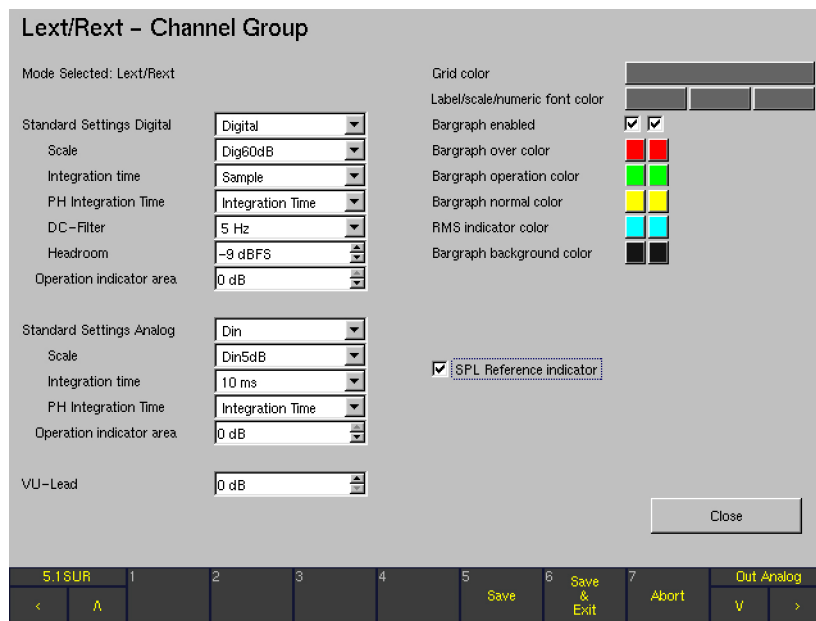 Lext/Rext – Channel Group
Mode Selected: Lext/Rext
Standard Settings Digital Digital
Scale Dig60dB
Integration time Sample
PH Integration Time Integration Time
DC–Filter 5 Hz
Headroom –9 dBFS
Operation indicator area 0 dB
Standard Settings Analog Din
Scale Din5dB
Integration time 10 ms
PH Integration Time Integration Time
Operation indicator area 0 dB
VU–Lead 0 dB
Grid color
Label/scale/numeric font color
Bargraph enabled
Bargraph over color
Bargraph operation color
Bargraph normal color
RMS indicator color
Bargraph background color
SPL Reference indicator
Close
5.1SUR 1 2 3 4 5 6 7 Out Analog
< Λ Save Save & Exit Abort V >